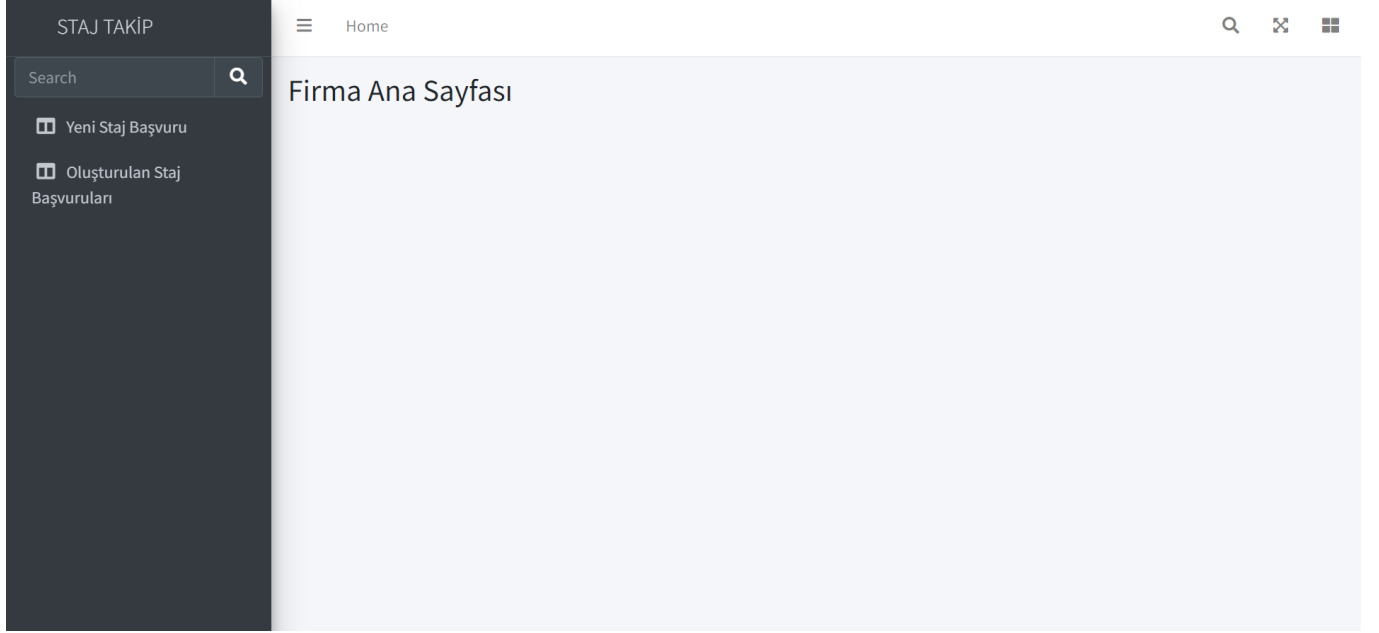 STAJ TAKİP
Home
Search
Firma Ana Sayfası
Yeni Staj Başvuru
Oluşturulan Staj
Başvuruları